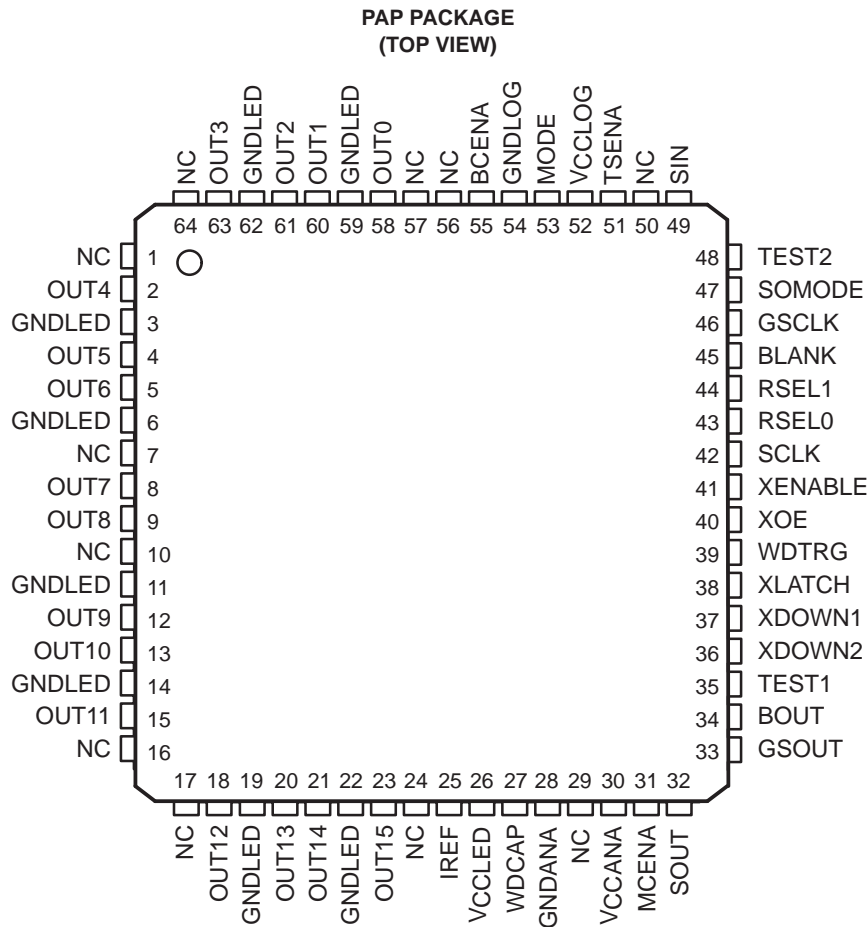 PAP PACKAGE
(TOP VIEW)
NC
OUT3
GNDLED
OUT2
OUT1
GNDLED
OUT0
NC
NC
BCENA
GNDLOG
MODE
VCCLOG
TSENA
NC
SIN
64 63 62 61 60 59 58 57 56 55 54 53 52 51 50 49
NC 1
OUT4 2
GNDLED 3
OUT5 4
OUT6 5
GNDLED 6
NC 7
OUT7 8
OUT8 9
NC 10
GNDLED 11
OUT9 12
OUT10 13
GNDLED 14
OUT11 15
NC 16
48 TEST2
47 SOMODE
46 GSCLK
45 BLANK
44 RSEL1
43 RSEL0
42 SCLK
41 XENABLE
40 XOE
39 WDTRG
38 XLATCH
37 XDOWN1
36 XDOWN2
35 TEST1
34 BOUT
33 GSOUT
17 18 19 20 21 22 23 24 25 26 27 28 29 30 31 32
NC
OUT12
GNDLED
OUT13
OUT14
GNDLED
OUT15
NC
IREF
VCCLED
WDCAP
GNDANA
NC
VCCANA
MCENA
SOUT